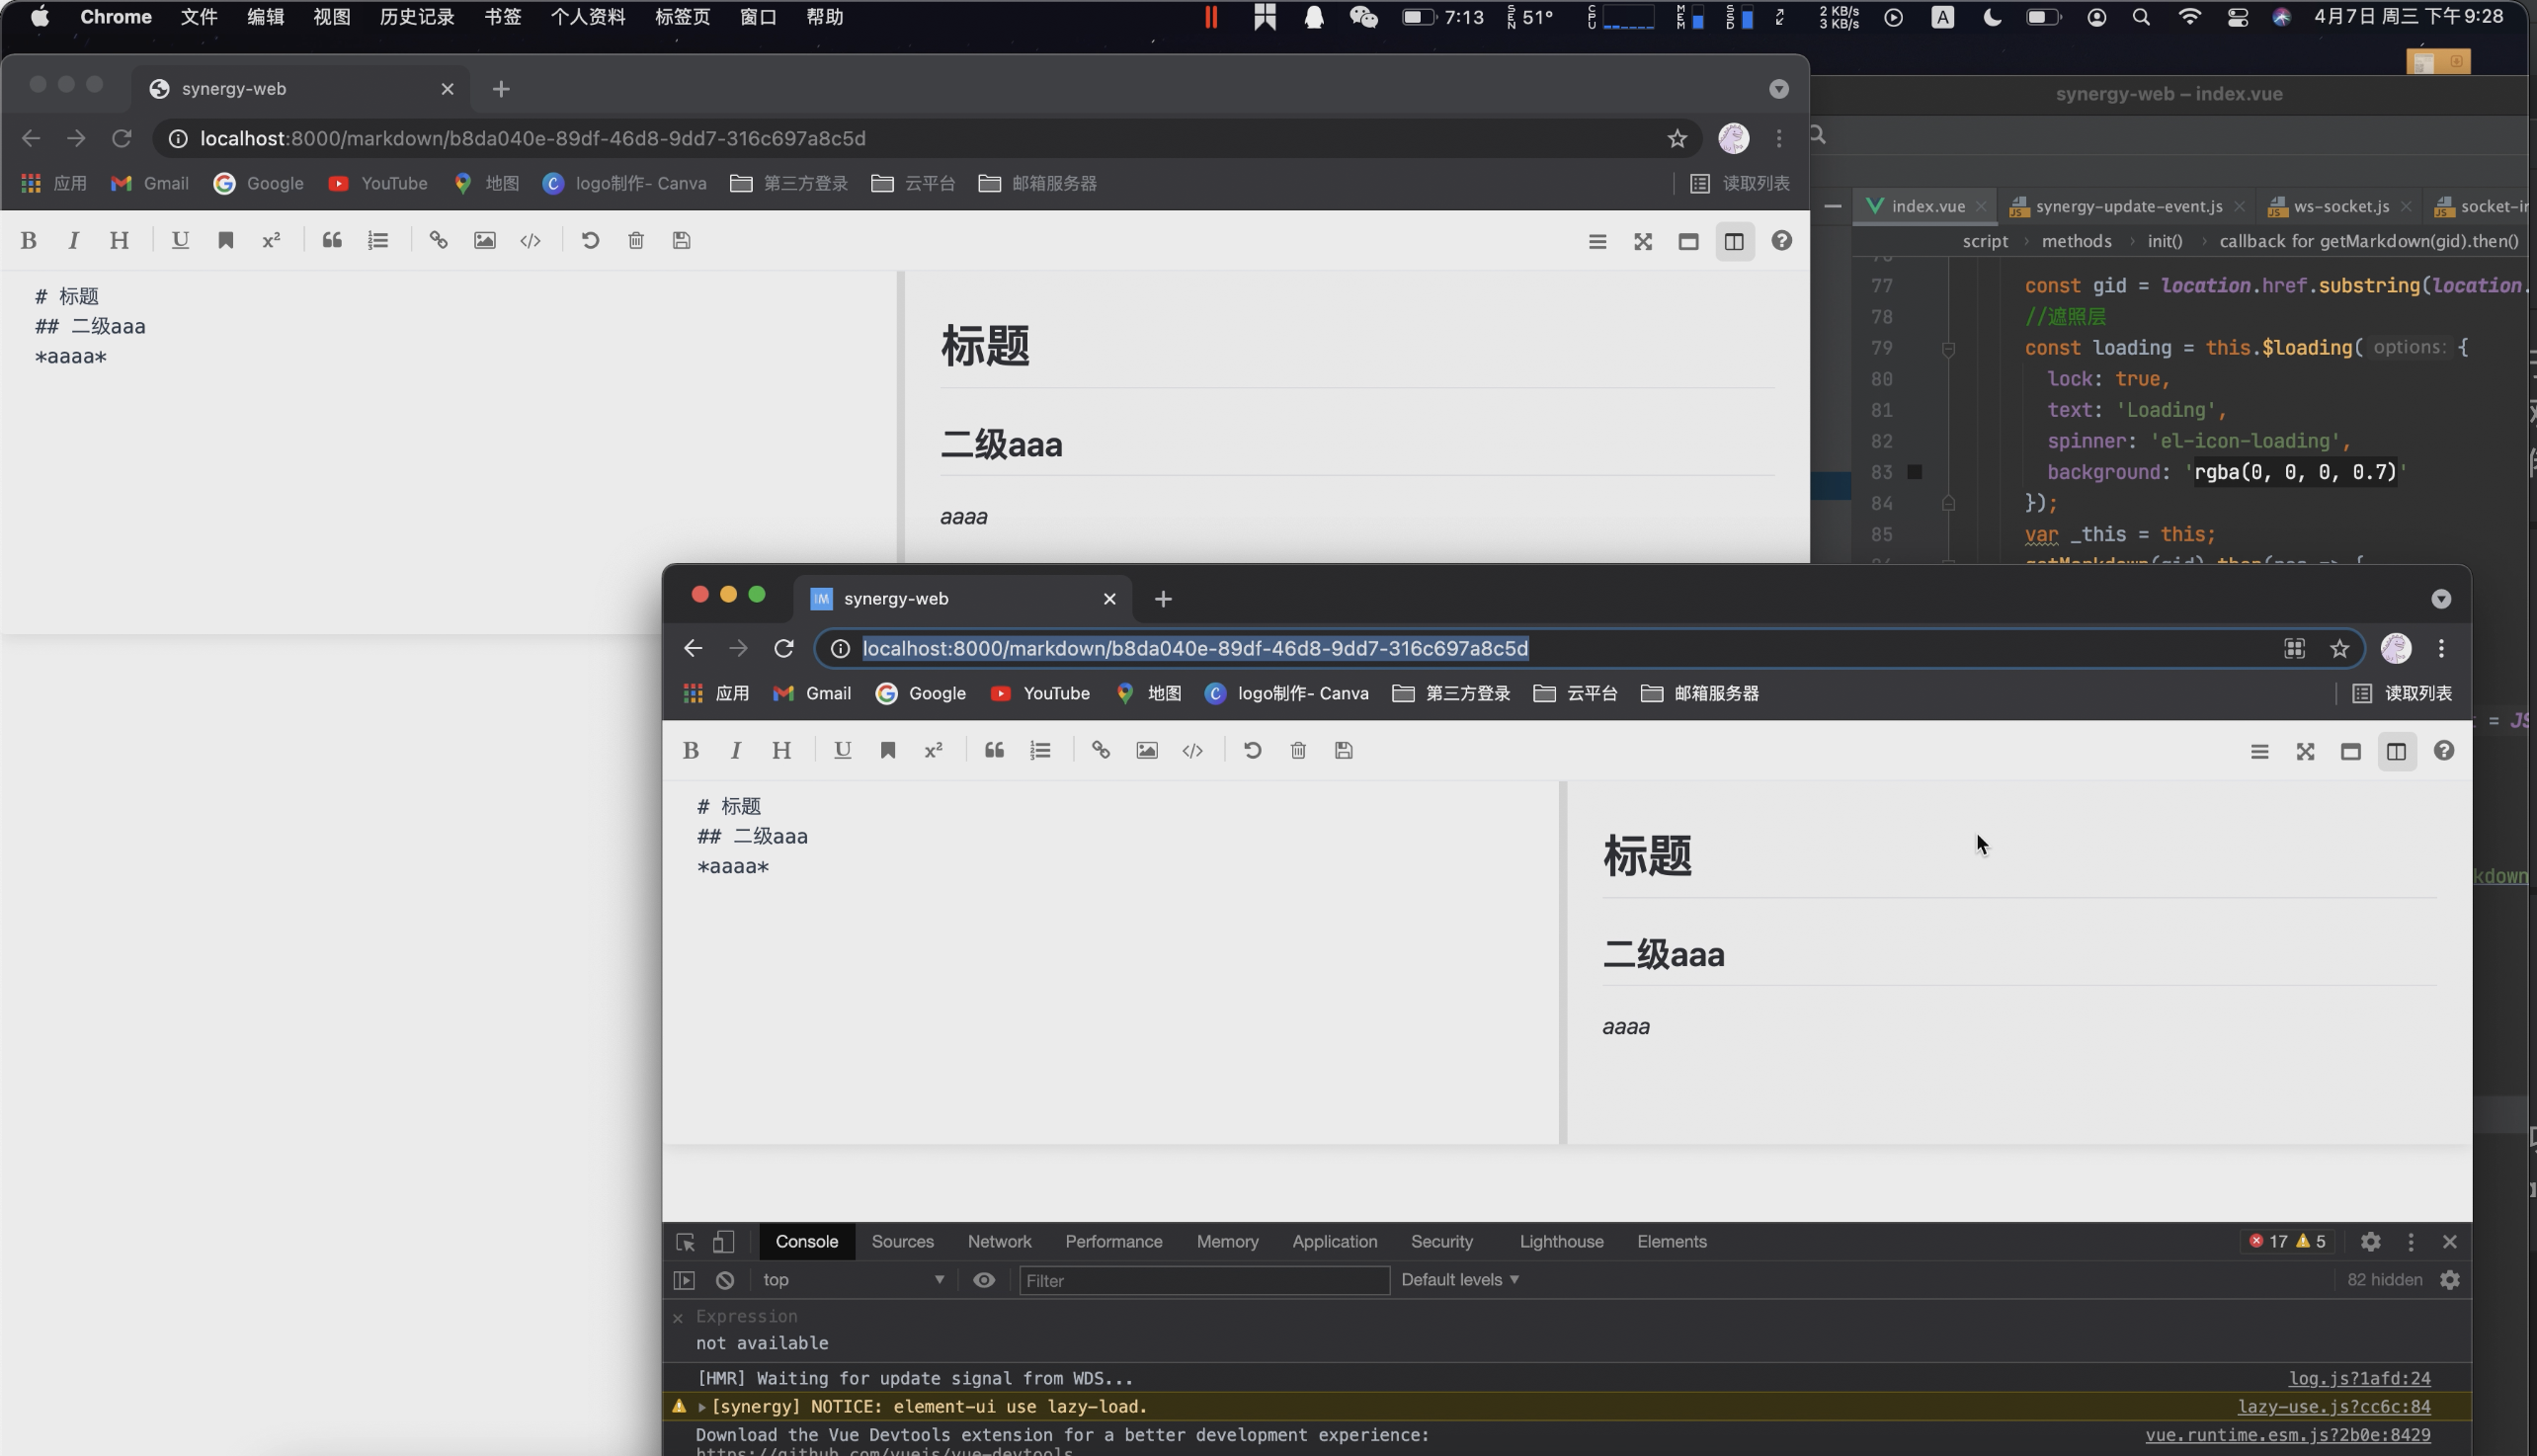 Chrome 文件 编辑 视图 历史记录 书签 个人资料 标签页 窗口 帮助 7:13 SEN 51° CPU MEM SSD 2 KB/s 3 KB/s A 4月7日 周三 下午9:28
synergy-web
localhost:8000/markdown/b8da040e-89df-46d8-9dd7-316c697a8c5d
应用 Gmail Google YouTube 地图 logo制作- Canva 第三方登录 云平台 邮箱服务器 读取列表
B I H U x²
# 标题
## 二级aaa
*aaaa*
标题
二级aaa
aaaa
synergy-web – index.vue
index.vue synergy-update-event.js ws-socket.js
script methods init() callback for getMarkdown(gid).then()
77 const gid = location.href.substring(location.
78 //遮照层
79 const loading = this.$loading( options: {
80 lock: true,
81 text: 'Loading',
82 spinner: 'el-icon-loading',
83 background: 'rgba(0, 0, 0, 0.7)'
84 });
85 var _this = this;
synergy-web
localhost:8000/markdown/b8da040e-89df-46d8-9dd7-316c697a8c5d
应用 Gmail Google YouTube 地图 logo制作- Canva 第三方登录 云平台 邮箱服务器 读取列表
B I H U x²
# 标题
## 二级aaa
*aaaa*
标题
二级aaa
aaaa
Console Sources Network Performance Memory Application Security Lighthouse Elements 17 5
top Filter Default levels 82 hidden
Expression
not available
[HMR] Waiting for update signal from WDS... log.js?1afd:24
[synergy] NOTICE: element-ui use lazy-load. lazy-use.js?cc6c:84
Download the Vue Devtools extension for a better development experience: vue.runtime.esm.js?2b0e:8429
https://github.com/vuejs/vue-devtools